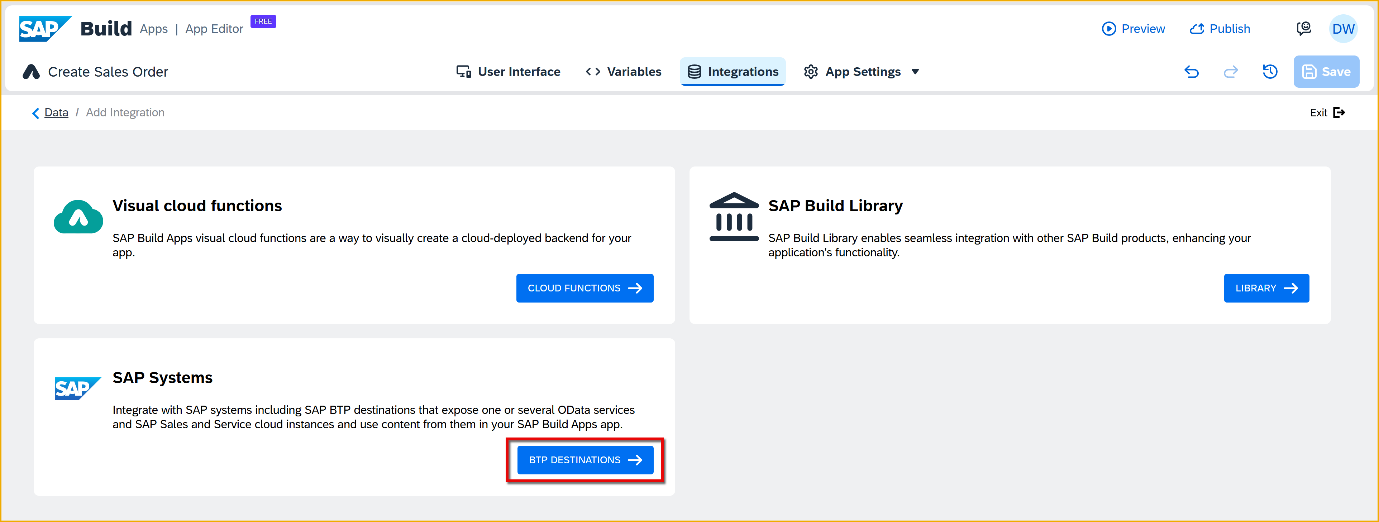 SAP Build Apps | App Editor FREE
Preview Publish DW
Create Sales Order
User Interface <> Variables Integrations App Settings
Save
Data / Add Integration
Exit
Visual cloud functions
SAP Build Apps visual cloud functions are a way to visually create a cloud-deployed backend for your
app.
CLOUD FUNCTIONS
SAP Build Library
SAP Build Library enables seamless integration with other SAP Build products, enhancing your
application's functionality.
LIBRARY
SAP
SAP Systems
Integrate with SAP systems including SAP BTP destinations that expose one or several OData services
and SAP Sales and Service cloud instances and use content from them in your SAP Build Apps app.
BTP DESTINATIONS